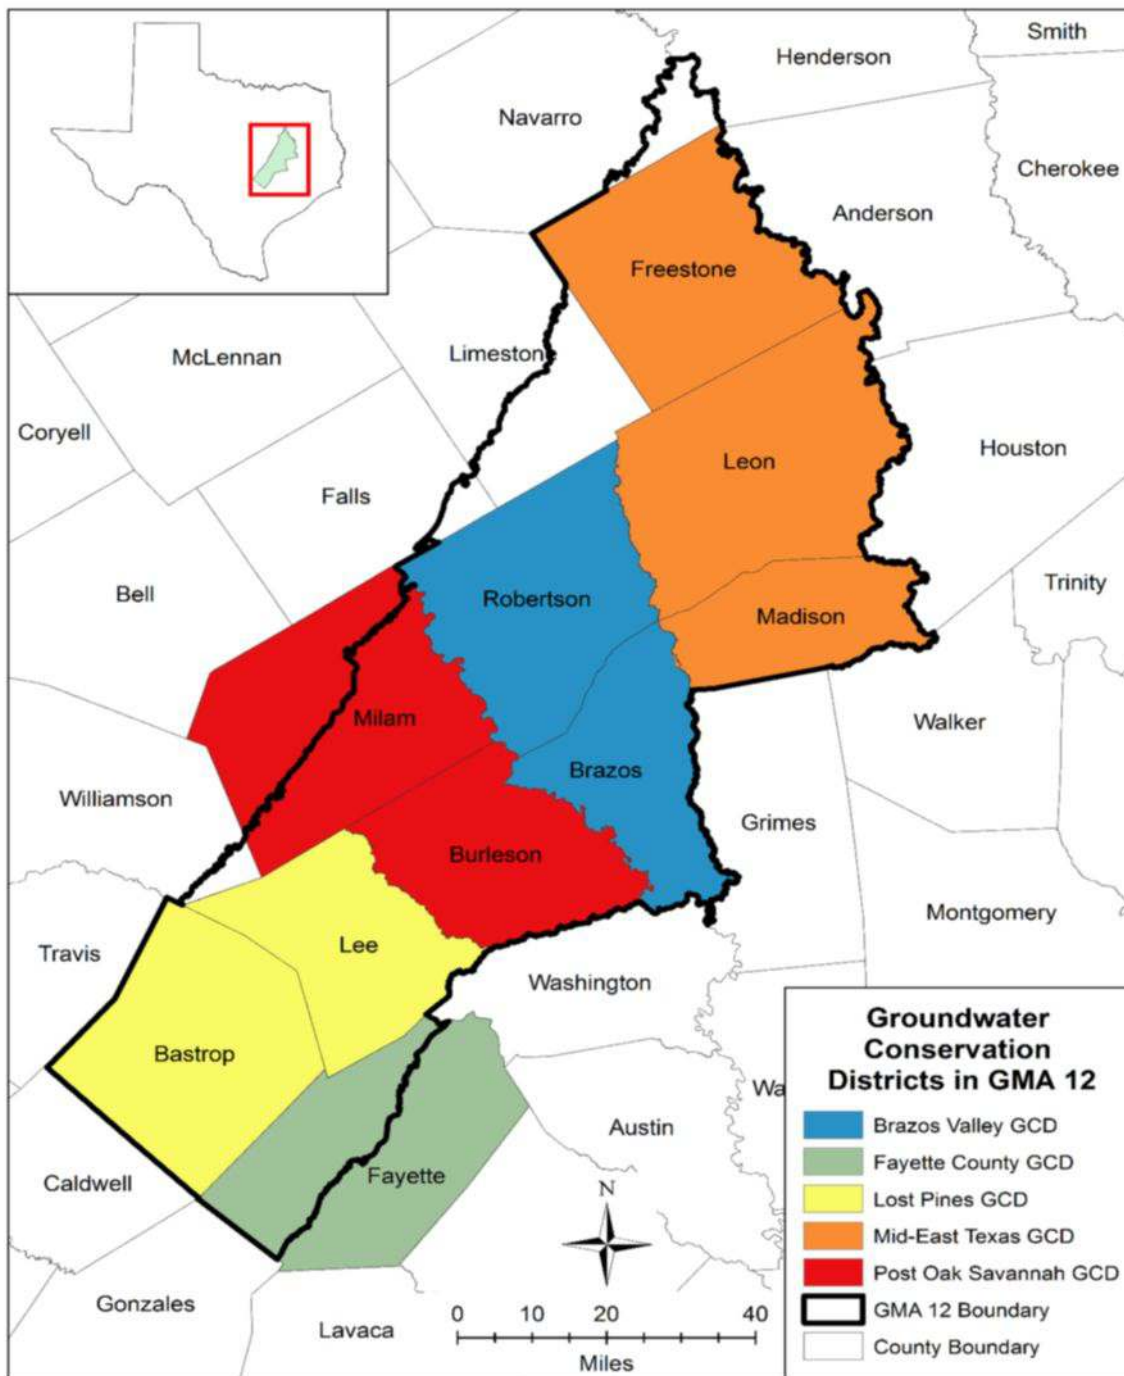 Smith
Henderson
Navarro
Cherokee
Anderson
Freestone
McLennan
Limestone
Coryell
Leon
Houston
Falls
Bell
Robertson
Trinity
Madison
Milam
Walker
Brazos
Williamson
Grimes
Burleson
Montgomery
Travis
Lee
Washington
Bastrop
Wa
Austin
Caldwell
Fayette
Gonzales
Lavaca
N
0 10 20 40
Miles
Groundwater
Conservation
Districts in GMA 12
Brazos Valley GCD
Fayette County GCD
Lost Pines GCD
Mid-East Texas GCD
Post Oak Savannah GCD
GMA 12 Boundary
County Boundary